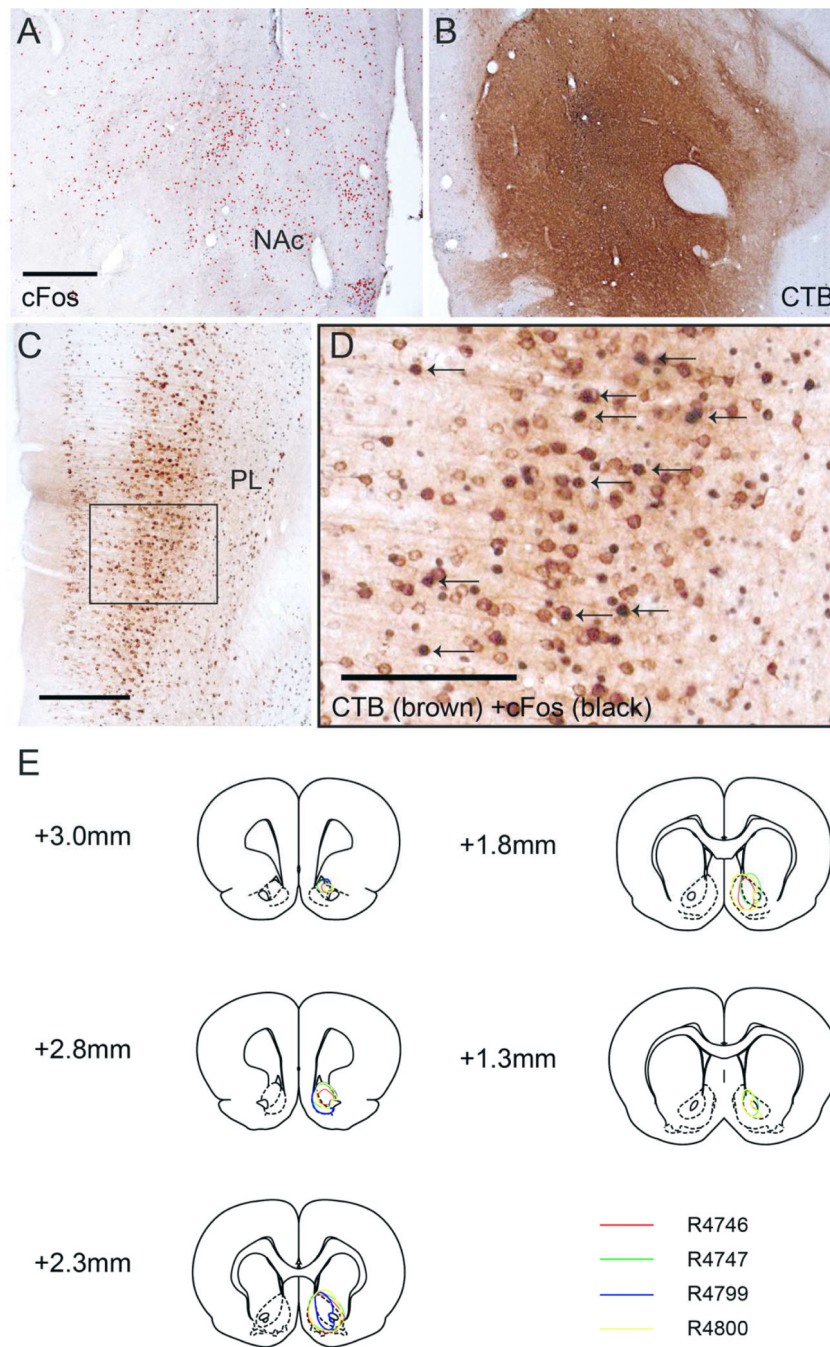 A
B
NAc
cFos
CTB
C
D
PL
CTB (brown) +cFos (black)
E
+3.0mm
+1.8mm
+2.8mm
+1.3mm
+2.3mm
R4746
R4747
R4799
R4800